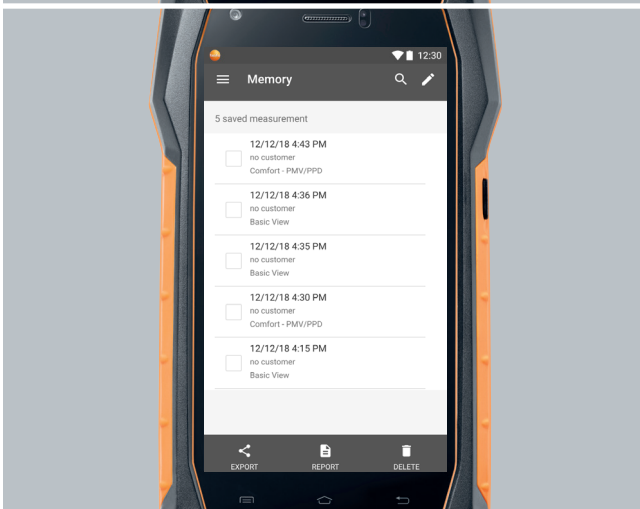 12:30
Memory
5 saved measurement
12/12/18 4:43 PM
no customer
Comfort - PMV/PPD
12/12/18 4:36 PM
no customer
Basic View
12/12/18 4:35 PM
no customer
Basic View
12/12/18 4:30 PM
no customer
Comfort - PMV/PPD
12/12/18 4:15 PM
no customer
Basic View
EXPORT REPORT DELETE